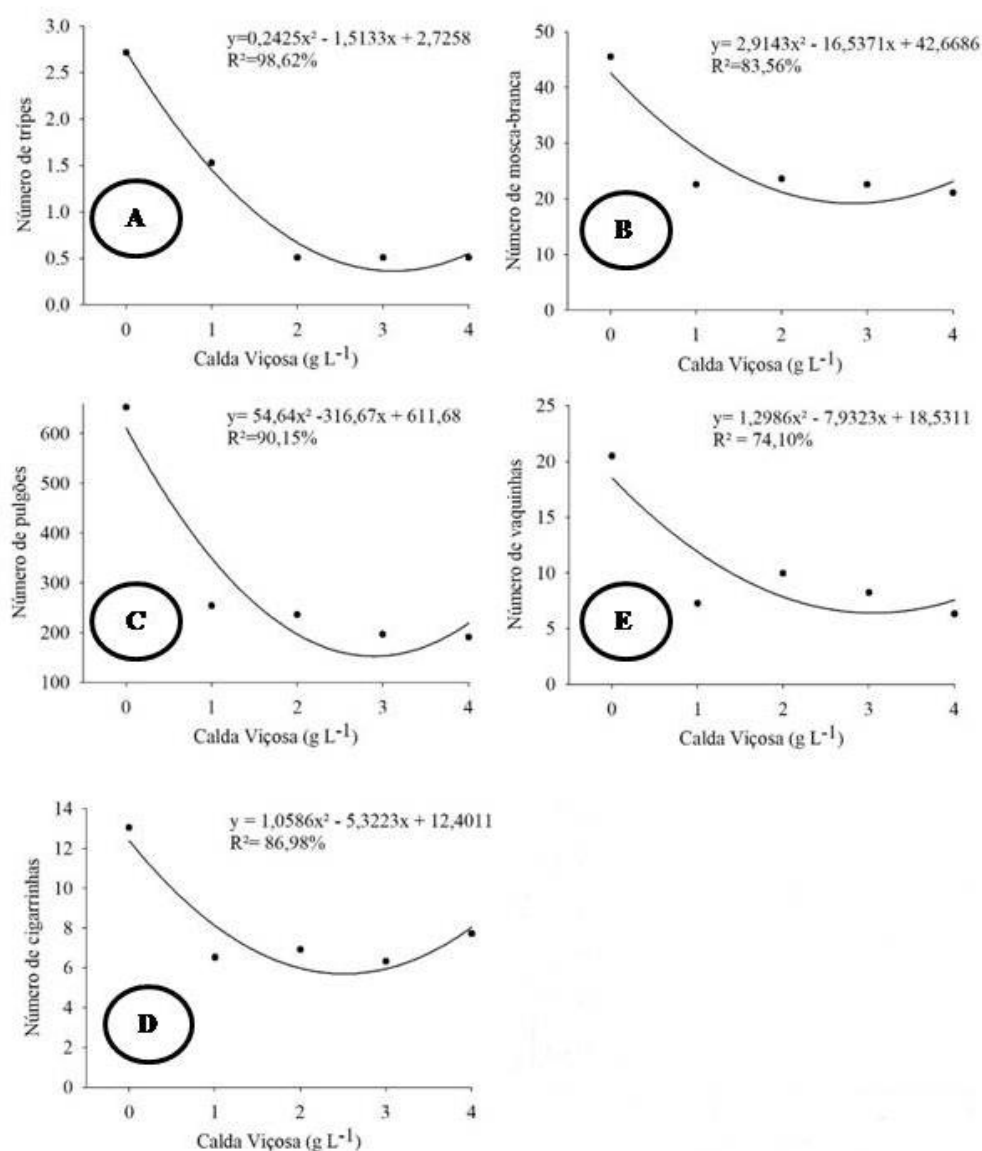 y=0,2425x² - 1,5133x + 2,7258
R²=98,62%
3.0
2.5
2.0
1.5
1.0
0.5
0.0
Número de tripes
A
0 1 2 3 4
Calda Viçosa (g L⁻¹)
y= 2,9143x² - 16,5371x + 42,6686
R²=83,56%
50
40
30
20
10
0
Número de mosca-branca
B
0 1 2 3 4
Calda Viçosa (g L⁻¹)
y= 54,64x² -316,67x + 611,68
R²=90,15%
600
500
400
300
200
100
Número de pulgões
C
0 1 2 3 4
Calda Viçosa (g L⁻¹)
y= 1,2986x² - 7,9323x + 18,5311
R² = 74,10%
25
20
15
10
5
0
Número de vaquinhas
E
0 1 2 3 4
Calda Viçosa (g L⁻¹)
y = 1,0586x² - 5,3223x + 12,4011
R²= 86,98%
14
12
10
8
6
4
2
0
Número de cigarrinhas
D
0 1 2 3 4
Calda Viçosa (g L⁻¹)